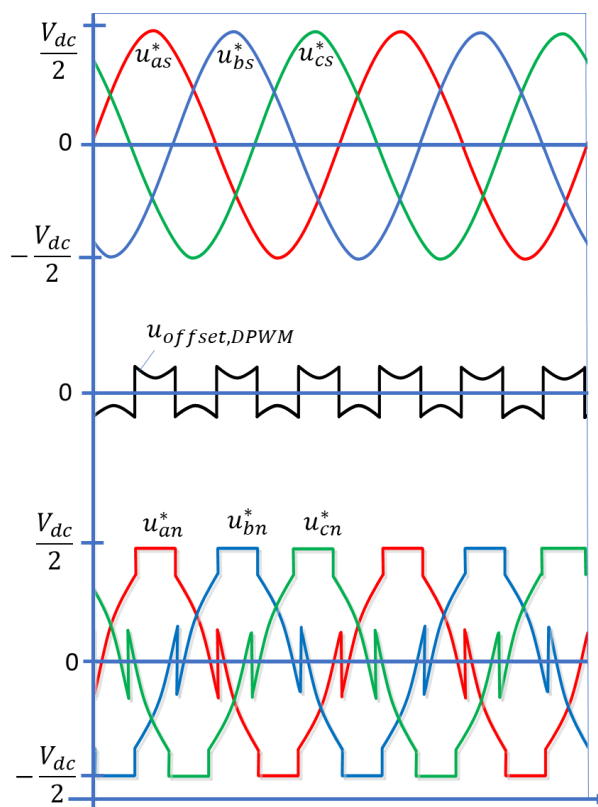 V_dc/2
u*_as u*_bs u*_cs
0
−V_dc/2
u_offset,DPWM
0
u*_an u*_bn u*_cn
V_dc/2
0
−V_dc/2